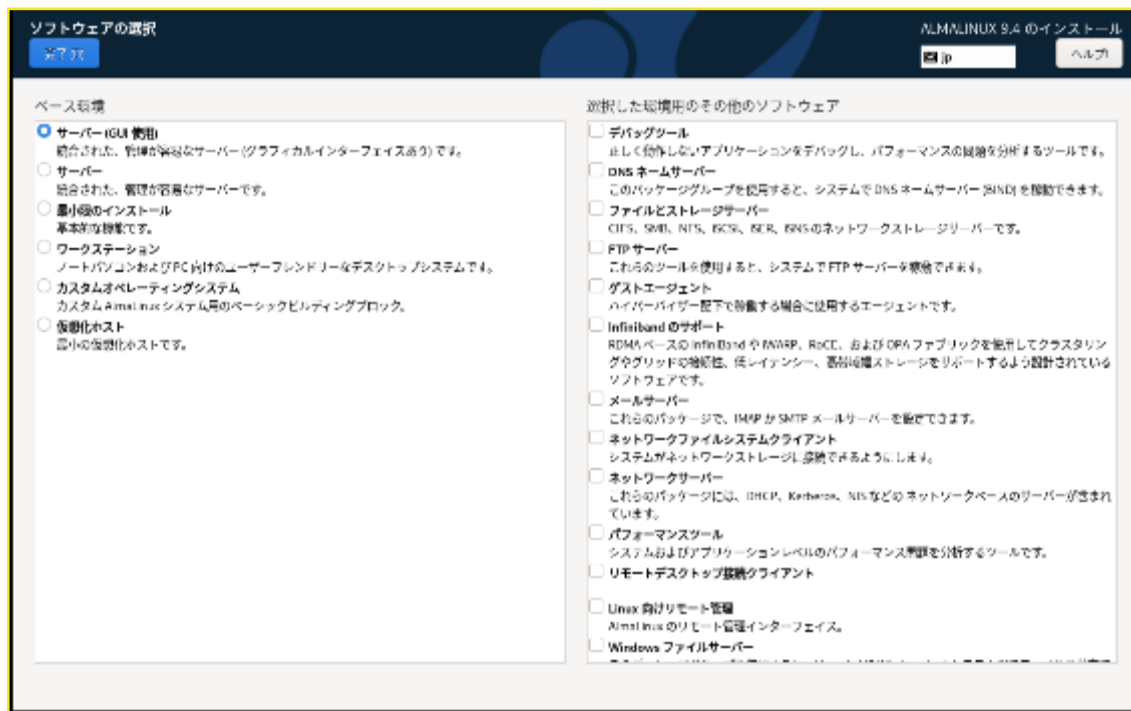 ソフトウェアの選択
完了(D)
ALMALINUX 9.4 のインストール
jp
ヘルプ!
ベース環境
サーバー (GUI 使用)
統合された、管理が容易なサーバー (グラフィカルインターフェイスあり) です。
サーバー
統合された、管理が容易なサーバーです。
最小限のインストール
基本的な機能です。
ワークステーション
ノートパソコンおよび PC 向けのユーザーフレンドリーなデスクトップシステムです。
カスタムオペレーティングシステム
カスタム AlmaLinux システム用のベーシックビルディングブロック。
仮想化ホスト
最小の仮想化ホストです。
選択した環境用のその他のソフトウェア
デバッグツール
正しく動作しないアプリケーションをデバッグし、パフォーマンスの問題を分析するツールです。
DNS ネームサーバー
このパッケージグループを使用すると、システムで DNS ネームサーバー (BIND) を稼動できます。
ファイルとストレージサーバー
CIFS、SMB、NFS、iSCSI、iSER、iSNS のネットワークストレージサーバーです。
FTP サーバー
これらのツールを使用すると、システムで FTP サーバーを稼動できます。
ゲストエージェント
ハイパーバイザー配下で稼働する場合に使用するエージェントです。
Infiniband のサポート
RDMA ベースの InfiniBand や iWARP、RoCE、および OPA ファブリックを使用してクラスタリン
グやグリッドの接続性、低レイテンシー、高帯域幅ストレージをサポートするよう設計されている
ソフトウェアです。
メールサーバー
これらのパッケージで、IMAP か SMTP メールサーバーを設定できます。
ネットワークファイルシステムクライアント
システムがネットワークストレージに接続できるようにします。
ネットワークサーバー
これらのパッケージには、DHCP、Kerberos、NIS などの ネットワークベースのサーバーが含まれ
ています。
パフォーマンスツール
システムおよびアプリケーションレベルのパフォーマンス問題を分析するツールです。
リモートデスクトップ接続クライアント
Linux 向けリモート管理
AlmaLinux のリモート管理インターフェイス。
Windows ファイルサーバー